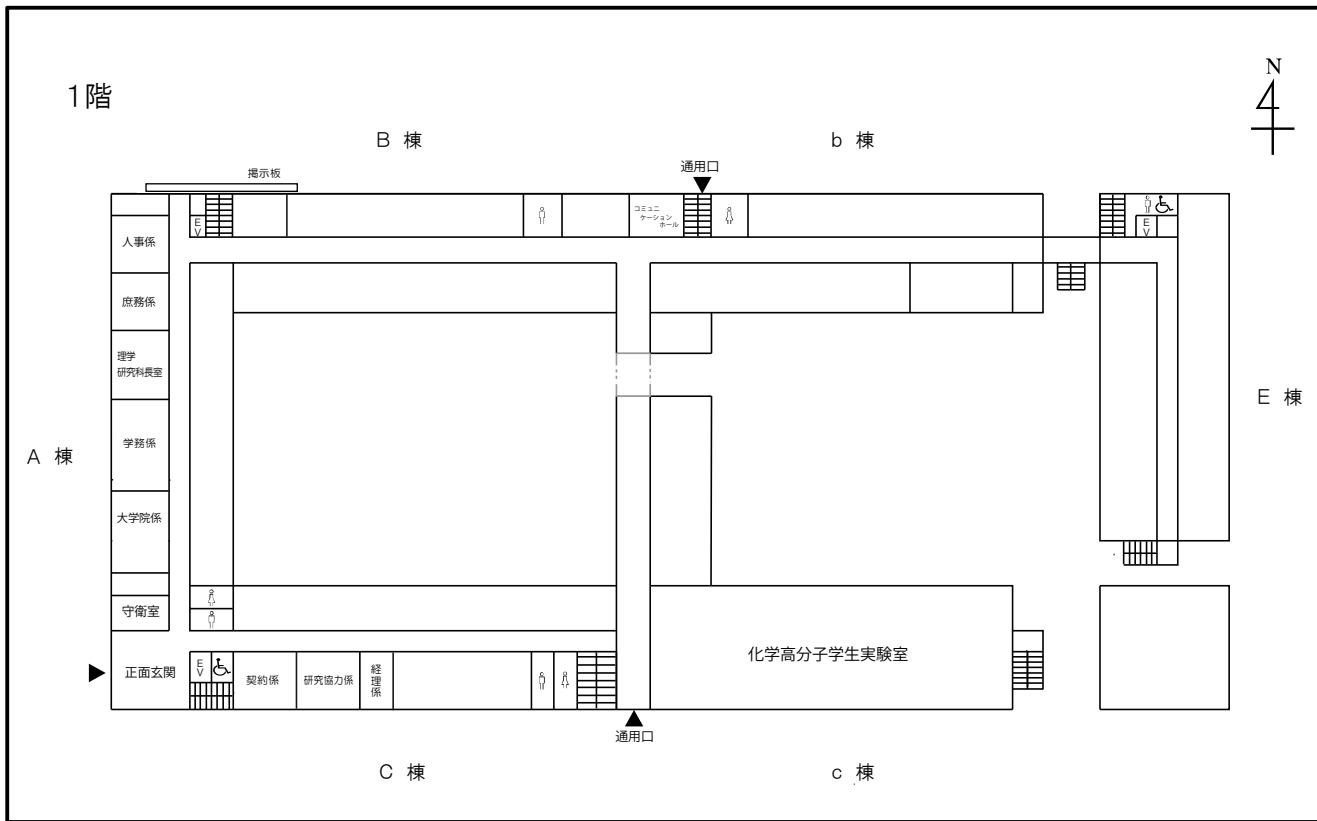 N
1階
B 棟
b 棟
掲示板
通用口
EV
コミュニ
ケーション
ホール
EV
人事係
庶務係
理学
研究科長室
学務係
大学院係
守衛室
A 棟
E 棟
正面玄関
EV
契約係
研究協力係
経理係
化学高分子学生実験室
通用口
C 棟
c 棟